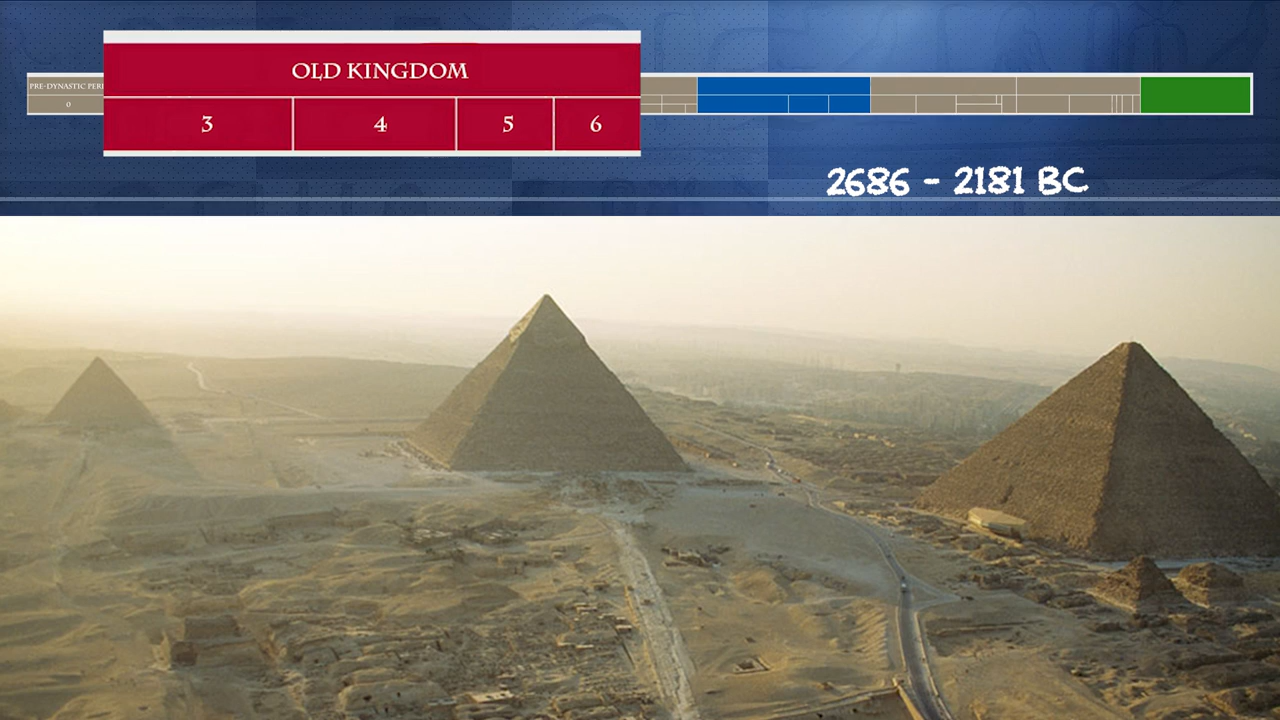 OLD KINGDOM
PRE-DYNASTIC PERI
0
3 4 5 6
2686 - 2181 BC